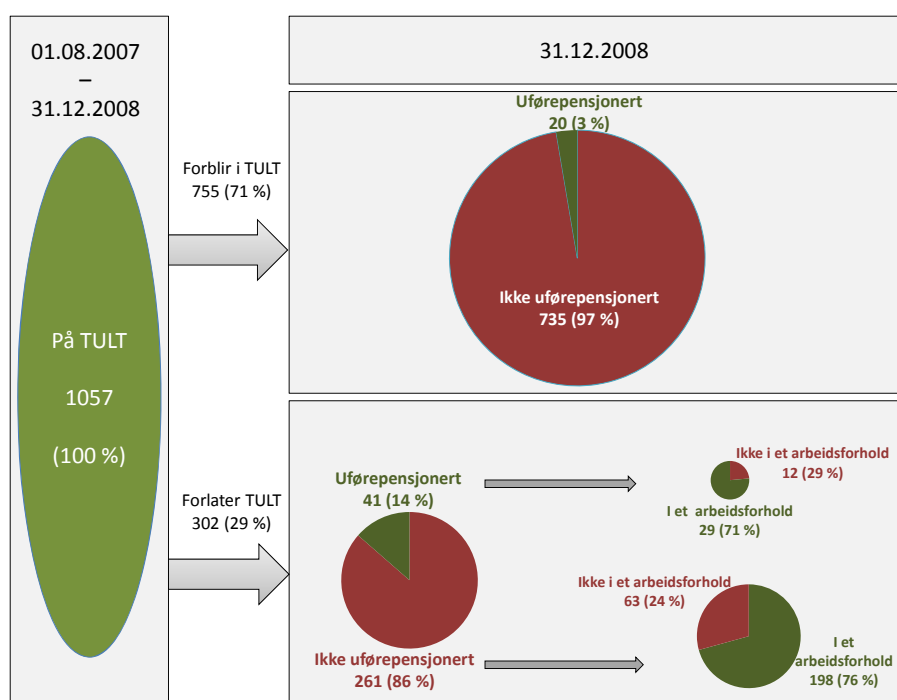 01.08.2007
–
31.12.2008
31.12.2008
På TULT
1057
(100 %)
Forblir i TULT
755 (71 %)
Uførepensjonert
20 (3 %)
Ikke uførepensjonert
735 (97 %)
Forlater TULT
302 (29 %)
Uførepensjonert
41 (14 %)
Ikke uførepensjonert
261 (86 %)
Ikke i et arbeidsforhold
12 (29 %)
I et arbeidsforhold
29 (71 %)
Ikke i et arbeidsforhold
63 (24 %)
I et
arbeidsforhold
198 (76 %)